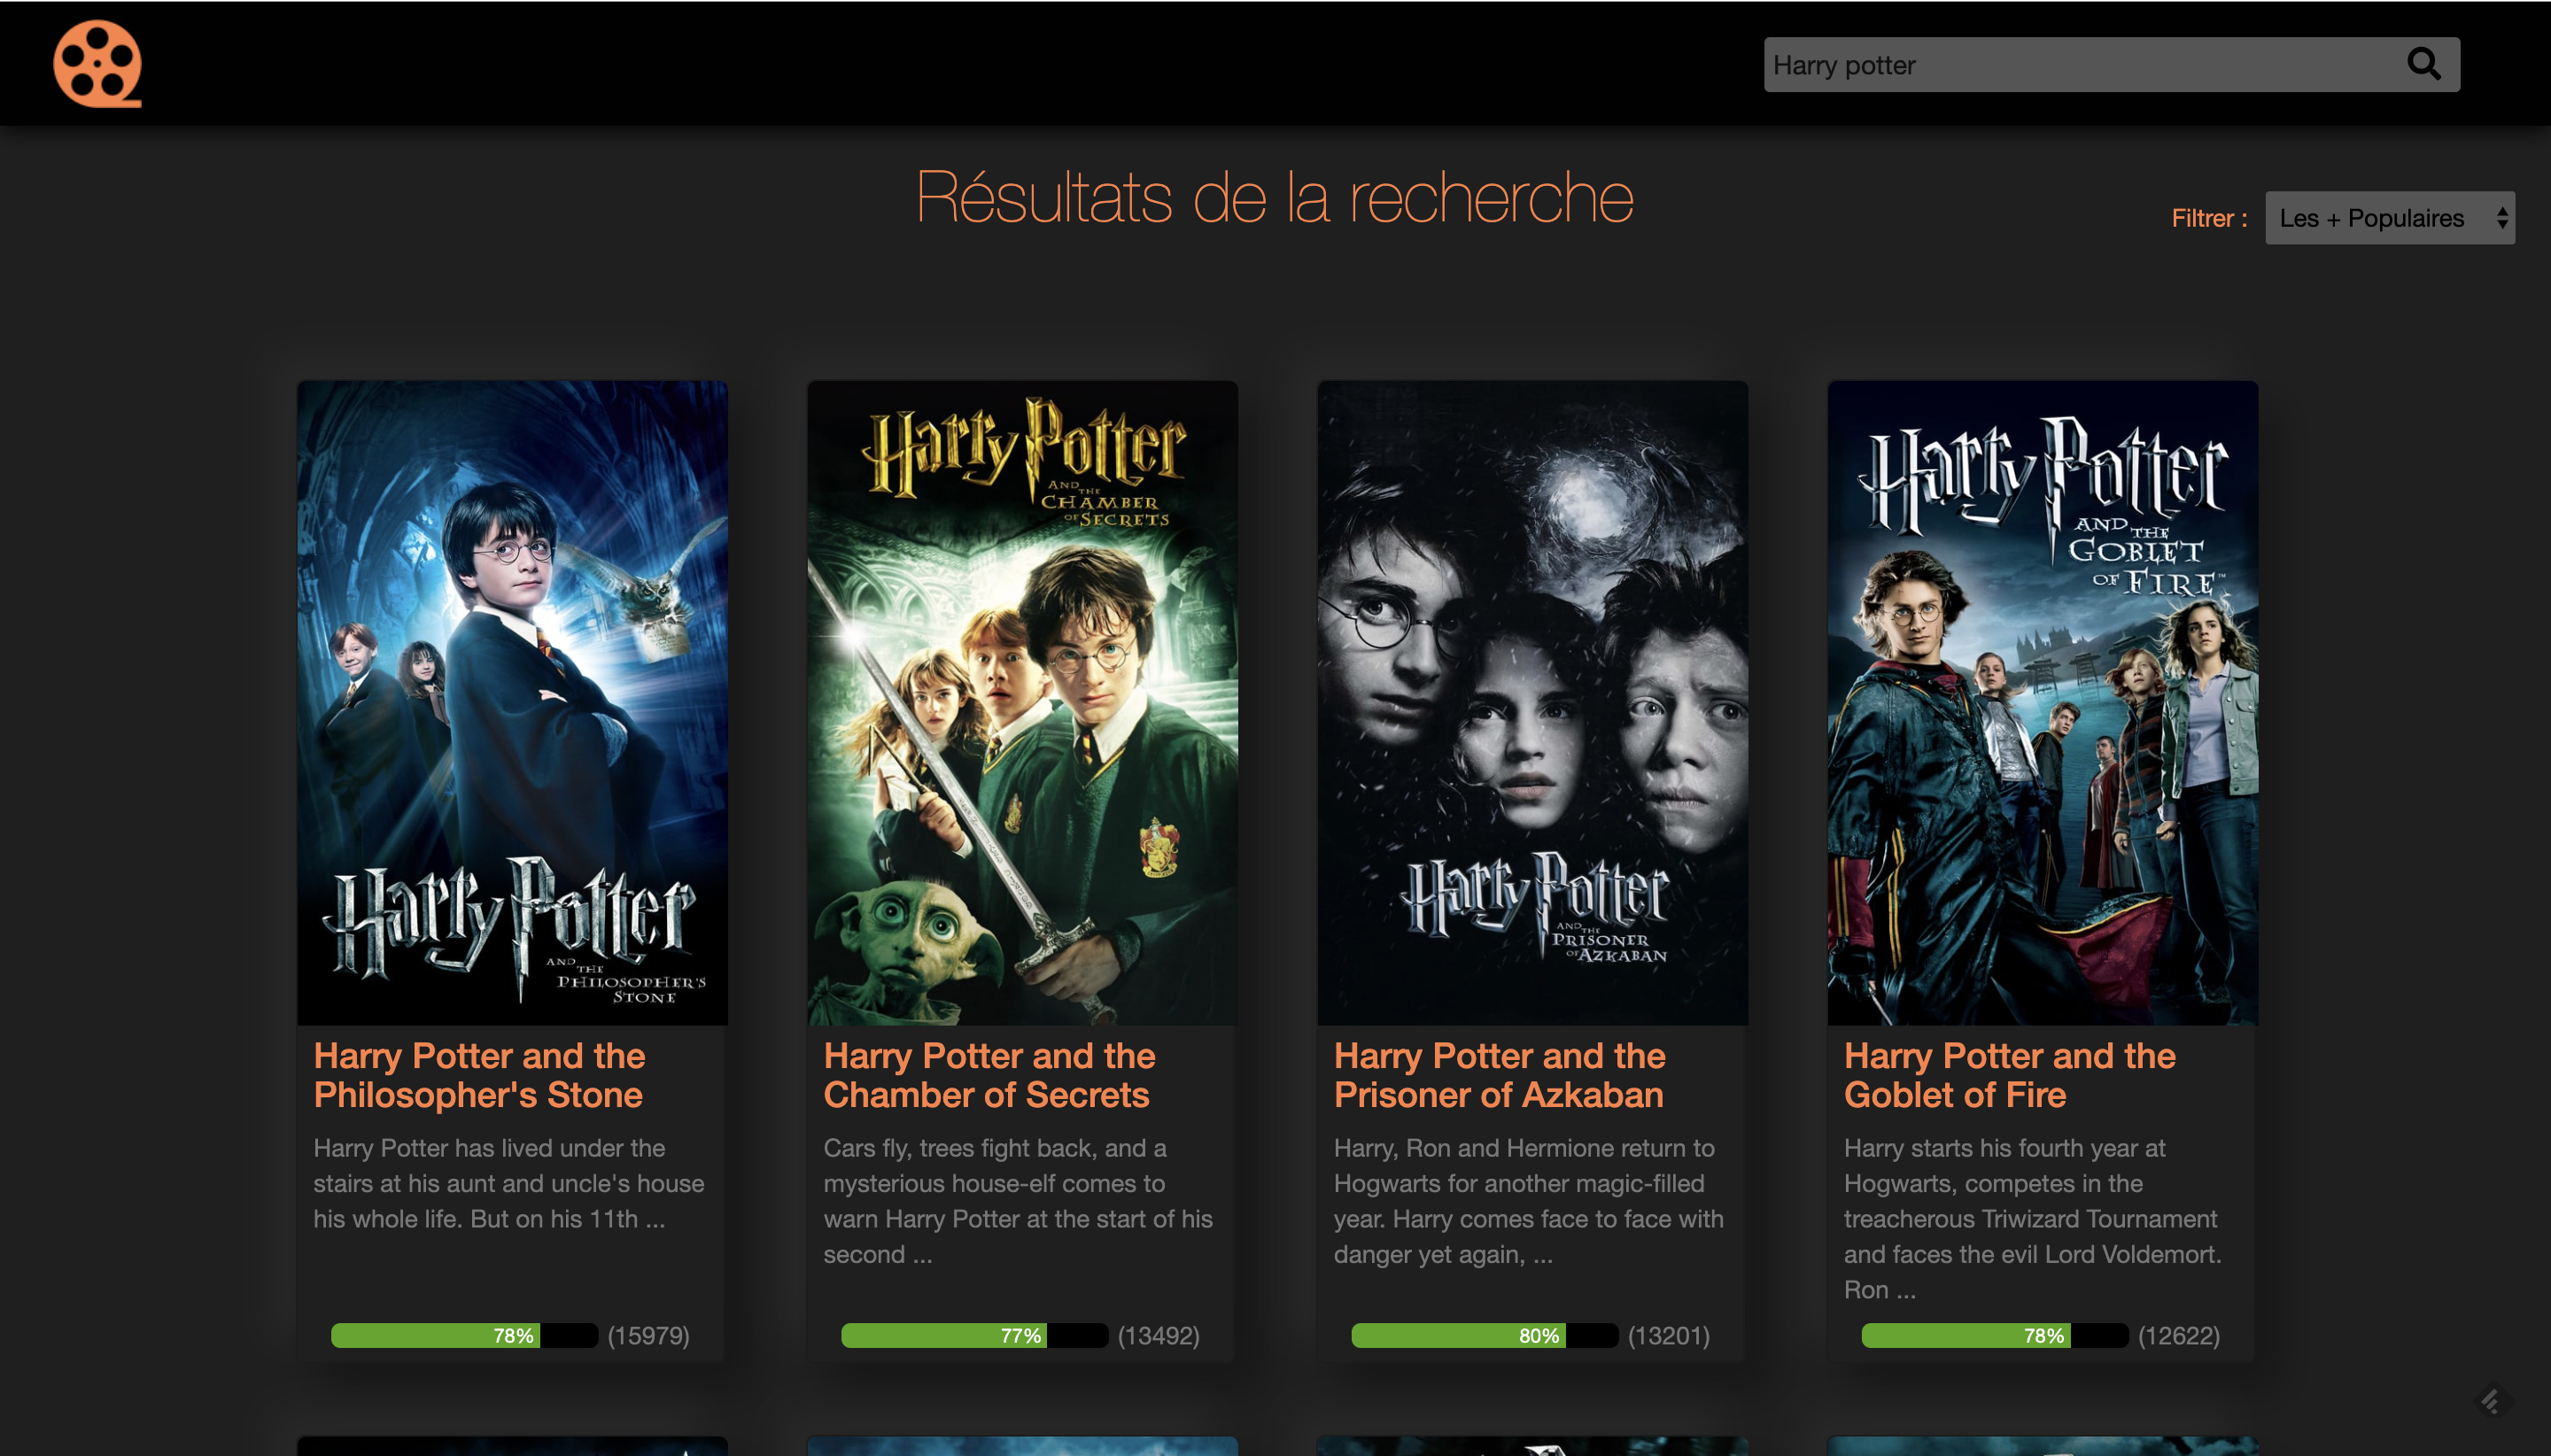 Harry potter
Résultats de la recherche
Filtrer :
Les + Populaires
Harry Potter
AND THE
PHILOSOPHER'S
STONE
Harry Potter
AND THE
CHAMBER
OF SECRETS
Harry Potter
AND THE
PRISONER
OF AZKABAN
Harry Potter
AND THE
GOBLET
OF FIRE™
Harry Potter and the
Philosopher's Stone
Harry Potter has lived under the
stairs at his aunt and uncle's house
his whole life. But on his 11th ...
78% (15979)
Harry Potter and the
Chamber of Secrets
Cars fly, trees fight back, and a
mysterious house-elf comes to
warn Harry Potter at the start of his
second ...
77% (13492)
Harry Potter and the
Prisoner of Azkaban
Harry, Ron and Hermione return to
Hogwarts for another magic-filled
year. Harry comes face to face with
danger yet again, ...
80% (13201)
Harry Potter and the
Goblet of Fire
Harry starts his fourth year at
Hogwarts, competes in the
treacherous Triwizard Tournament
and faces the evil Lord Voldemort.
Ron ...
78% (12622)